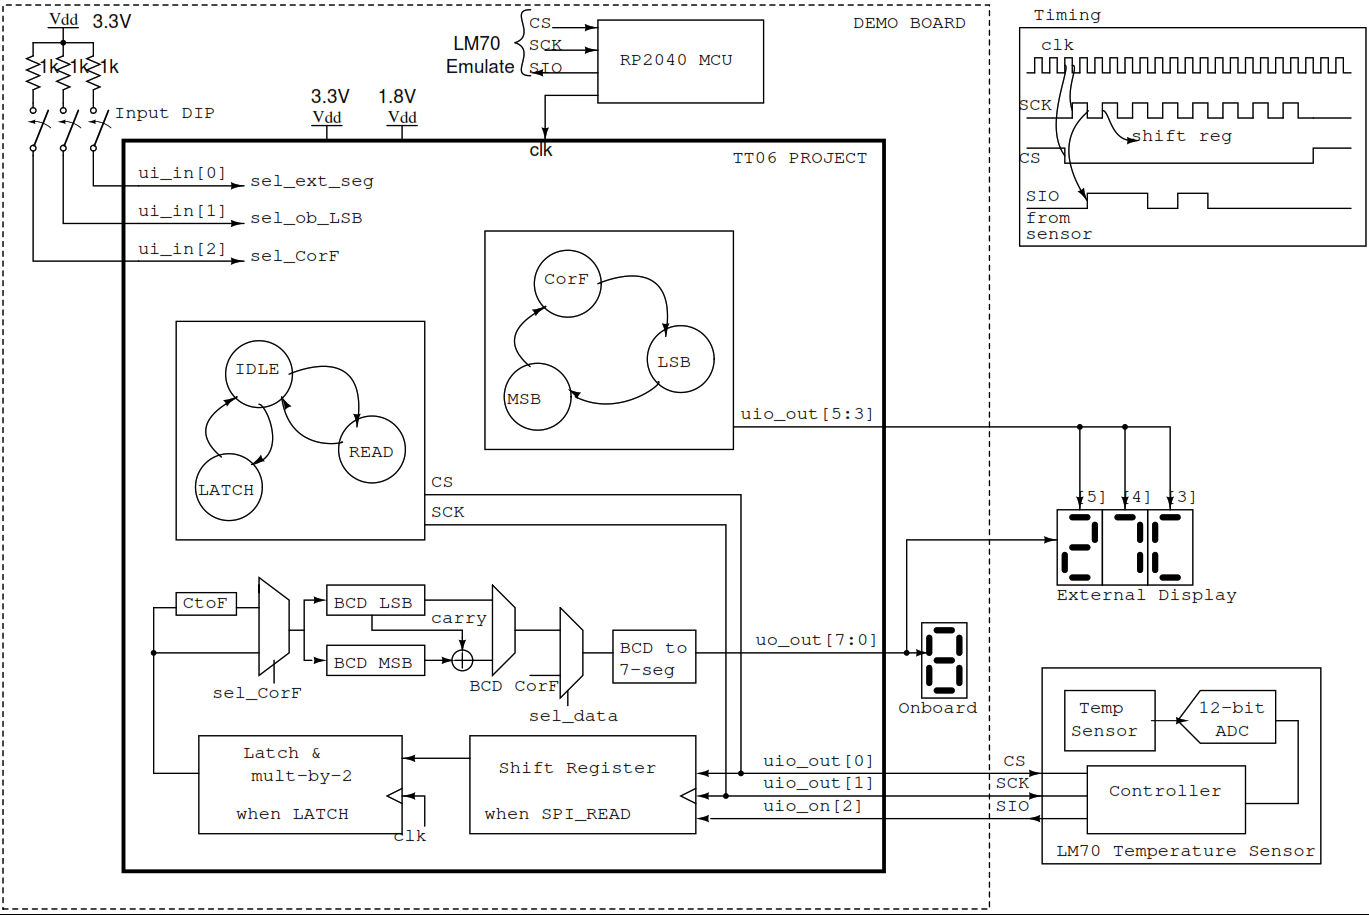 Vdd 3.3V
1k 1k 1k
Input DIP
LM70
Emulate
CS
SCK
SIO
RP2040 MCU
DEMO BOARD
3.3V
Vdd
1.8V
Vdd
clk
TT06 PROJECT
ui_in[0] sel_ext_seg
ui_in[1] sel_ob_LSB
ui_in[2] sel_CorF
Timing
clk
SCK
shift reg
CS
SIO
from
sensor
CorF
LSB
MSB
IDLE
READ
LATCH
uio_out[5:3]
CS
SCK
[5] [4] [3]
27C
External Display
CtoF
sel_CorF
BCD LSB
carry
BCD MSB
BCD CorF
sel_data
BCD to
7-seg
uo_out[7:0]
8
Onboard
Latch &
mult-by-2
when LATCH
clk
Shift Register
when SPI_READ
uio_out[0]
uio_out[1]
uio_on[2]
CS
SCK
SIO
Temp
Sensor
12-bit
ADC
Controller
LM70 Temperature Sensor